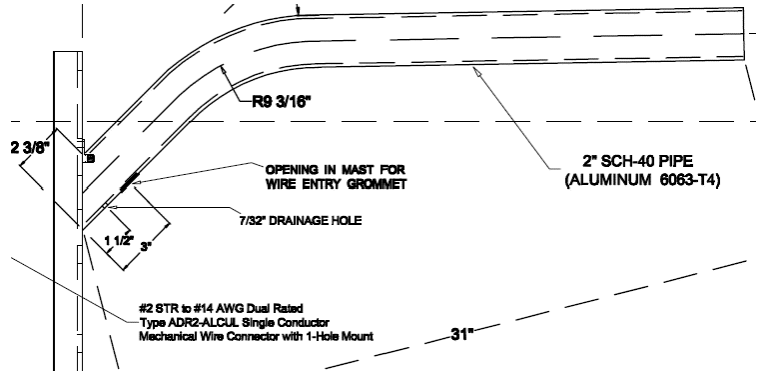 R9 3/16"
2 3/8"
2" SCH-40 PIPE
(ALUMINUM 6063-T4)
OPENING IN MAST FOR
WIRE ENTRY GROMMET
7/32" DRAINAGE HOLE
1 1/2"
3"
#2 STR to #14 AWG Dual Rated
Type ADR2-ALCUL Single Conductor
Mechanical Wire Connector with 1-Hole Mount
31"